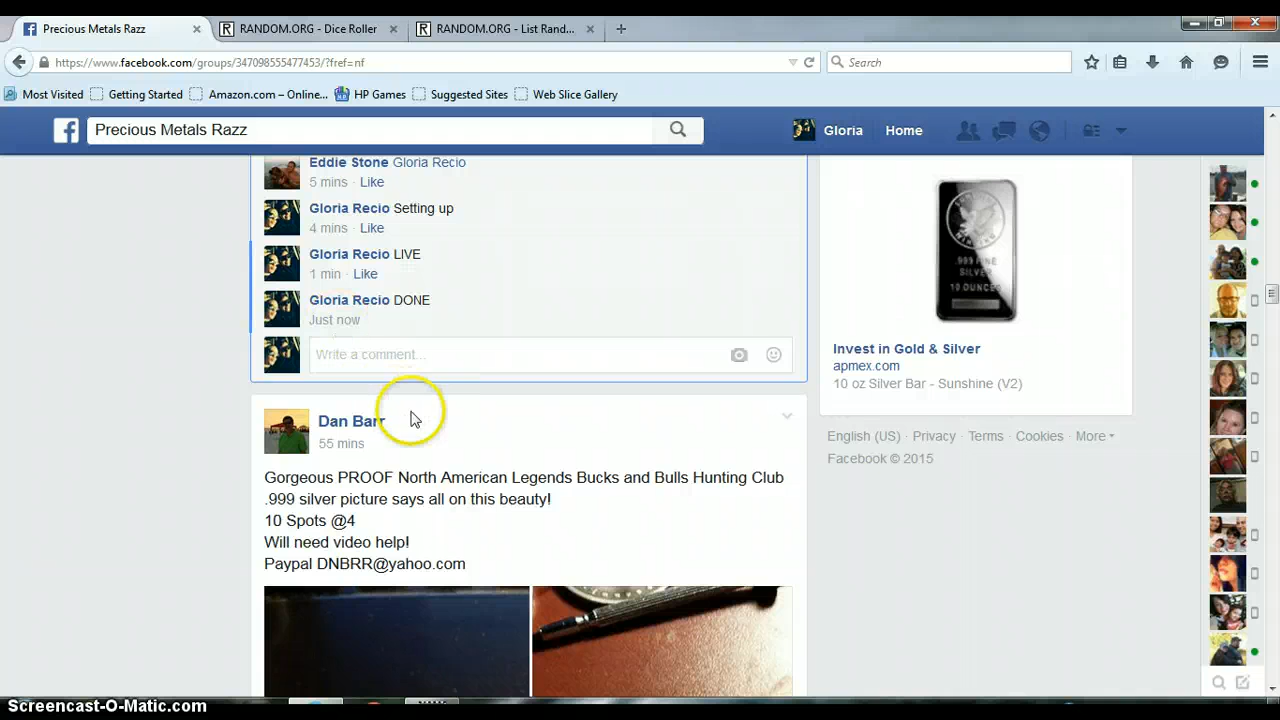 Precious Metals Razz
RANDOM.ORG - Dice Roller
RANDOM.ORG - List Rand...
https://www.facebook.com/groups/347098555477453/?fref=nf
Search
Most Visited
Getting Started
Amazon.com – Online...
HP Games
Suggested Sites
Web Slice Gallery
Precious Metals Razz
Gloria
Home
Eddie Stone Gloria Recio
5 mins · Like
Gloria Recio Setting up
4 mins · Like
Gloria Recio LIVE
1 min · Like
Gloria Recio DONE
Just now
Write a comment...
Dan Barr
55 mins
Gorgeous PROOF North American Legends Bucks and Bulls Hunting Club
.999 silver picture says all on this beauty!
10 Spots @4
Will need video help!
Paypal DNBRR@yahoo.com
.999 FINE
SILVER
10 OUNCES
Invest in Gold & Silver
apmex.com
10 oz Silver Bar - Sunshine (V2)
English (US) · Privacy · Terms · Cookies · More
Facebook © 2015
Screencast-O-Matic.com